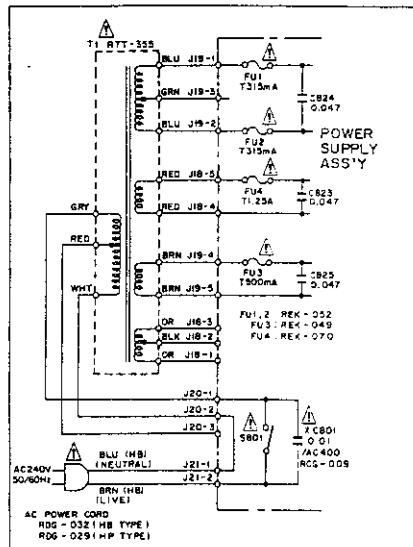 T1 ATT-355
BLU J19-1
FU1
T315mA
GRN J19-3
C824
0.047
BLU J19-2
FU2
T315mA
POWER
SUPPLY
ASS'Y
RED J18-5
FU4
T1.25A
C823
0.047
RED J18-4
GRY
RED
WHT
BRN J19-4
FU3
T500mA
C825
0.047
BRN J19-5
FU1,2 : REK-052
FU3 : REK-049
FU4 : REK-070
OR J18-3
BLK J18-2
OR J18-1
J20-1
J20-2
J20-3
S801
C801
0.01
/AC400
RCG-009
BLU (HB)
(NEUTRAL)
J21-1
AC240V
50/60Hz
J21-2
BRN (HB)
(LIVE)
AC POWER CORD
RDG-032 (HB TYPE)
RDG-029 (HP TYPE)